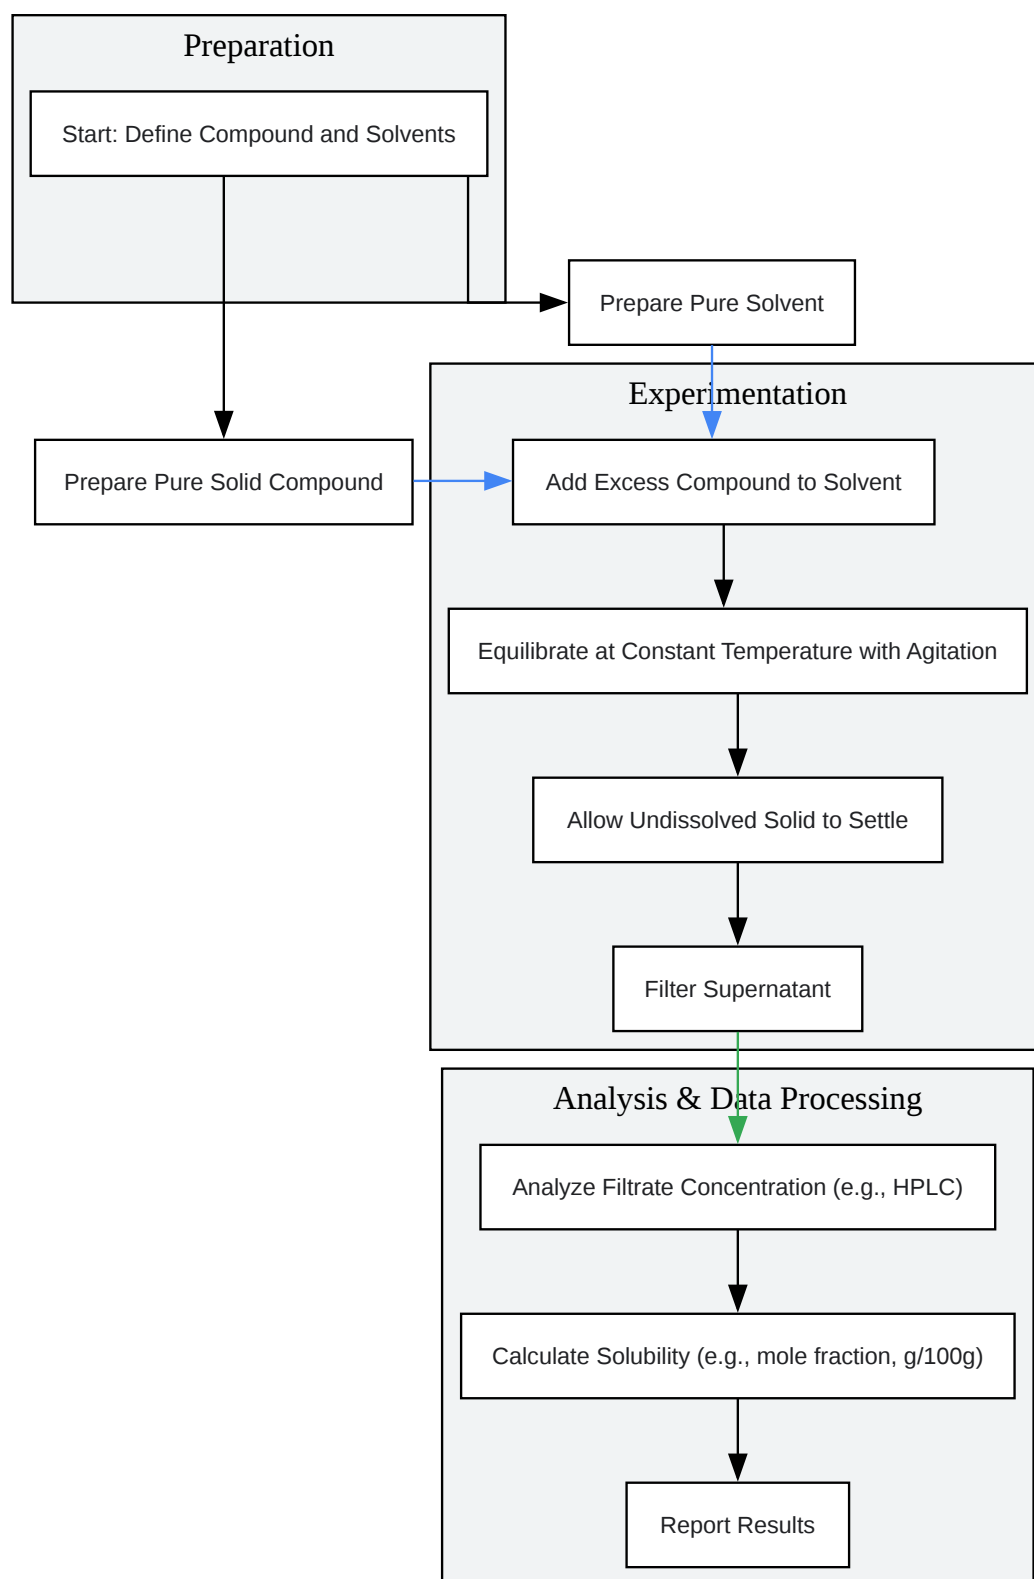 Preparation
Start: Define Compound and Solvents
Prepare Pure Solvent
Experimentation
Prepare Pure Solid Compound
Add Excess Compound to Solvent
Equilibrate at Constant Temperature with Agitation
Allow Undissolved Solid to Settle
Filter Supernatant
Analysis & Data Processing
Analyze Filtrate Concentration (e.g., HPLC)
Calculate Solubility (e.g., mole fraction, g/100g)
Report Results